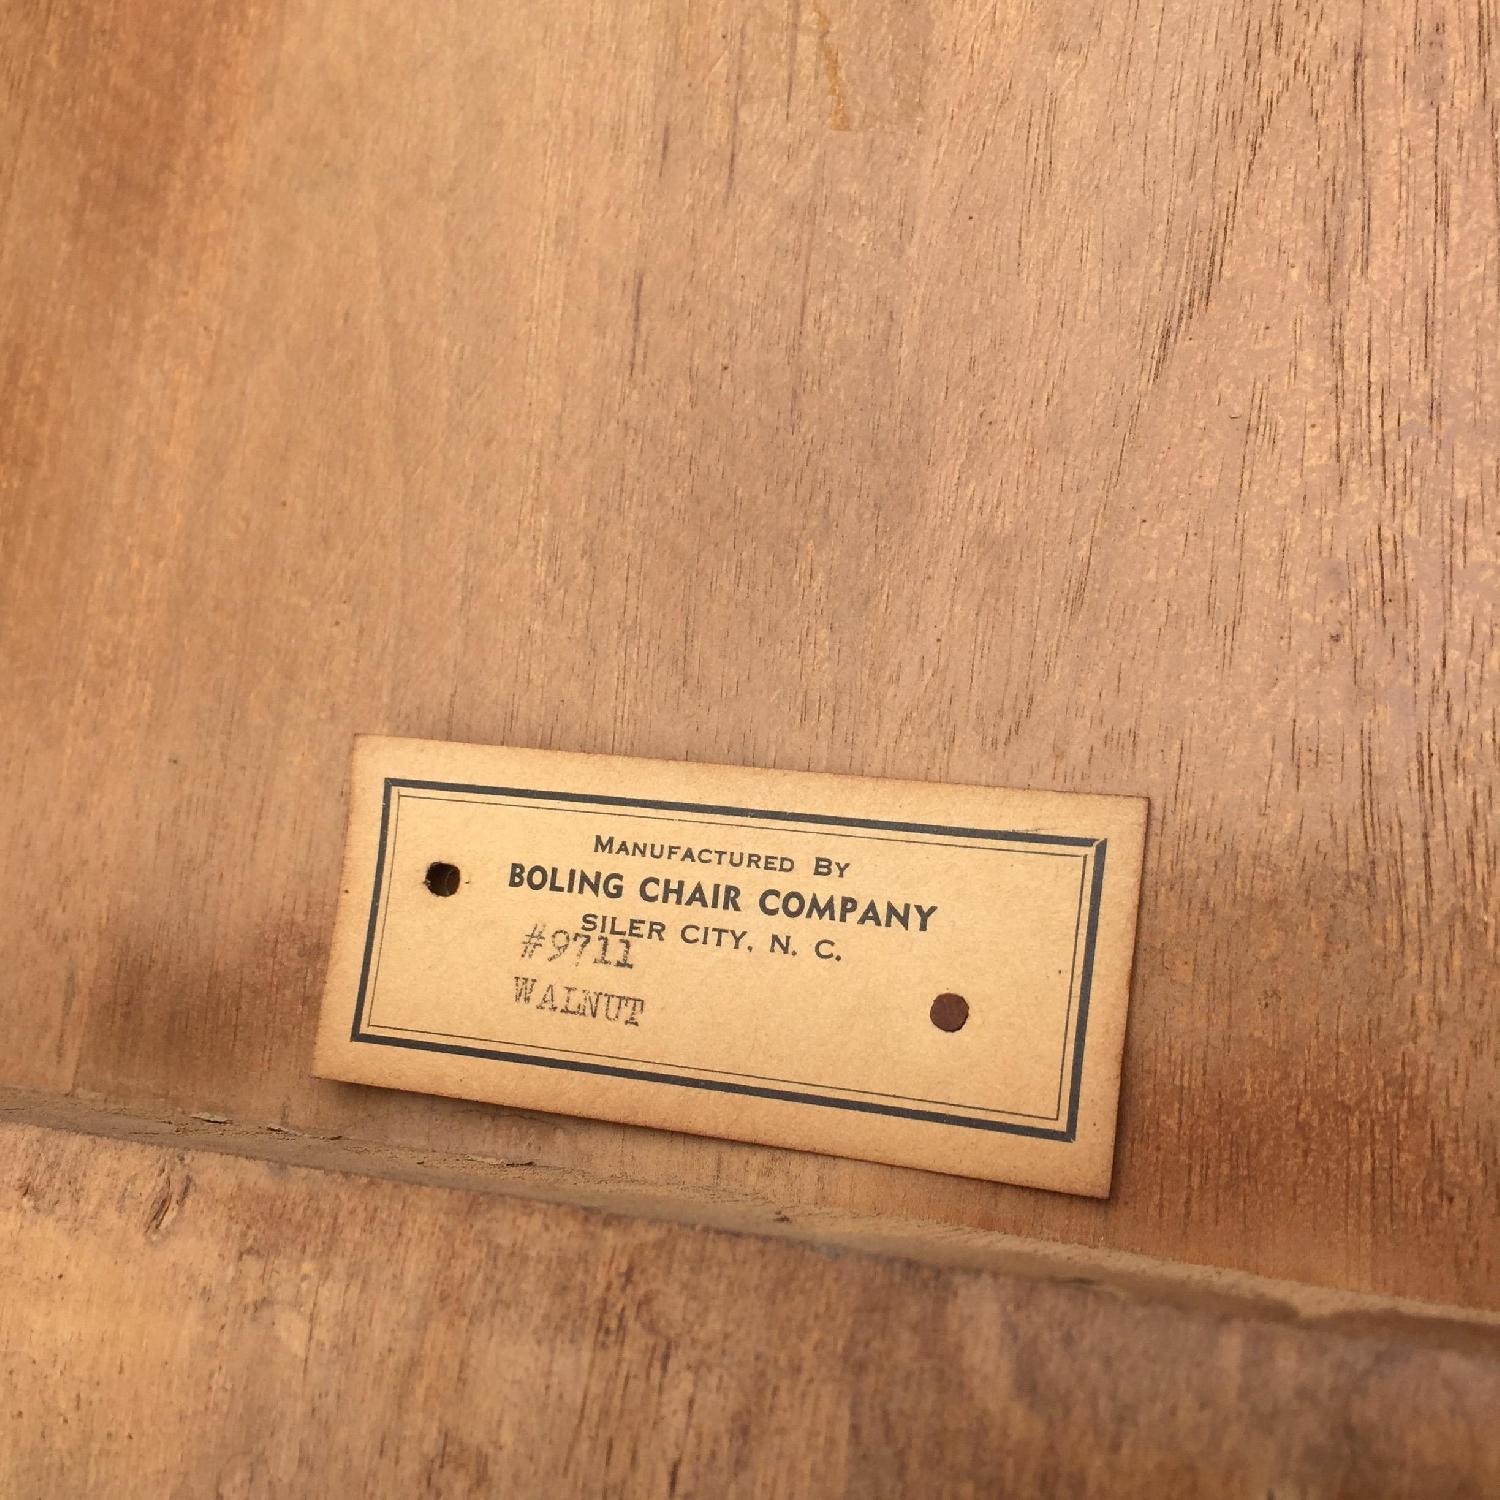 Manufactured By
BOLING CHAIR COMPANY
SILER CITY, N. C.
#9711
WALNUT